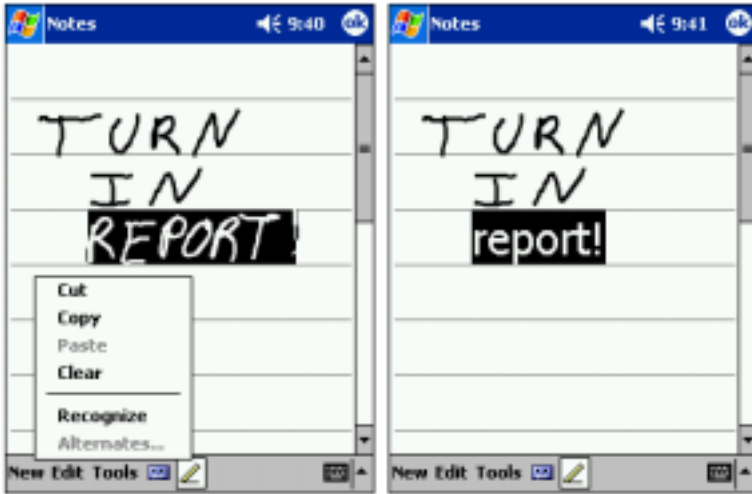 Notes 9:40 ok
TURN
IN
REPORT!
Cut
Copy
Paste
Clear
Recognize
Alternates...
New Edit Tools
Notes 9:41 ok
TURN
IN
report!
New Edit Tools